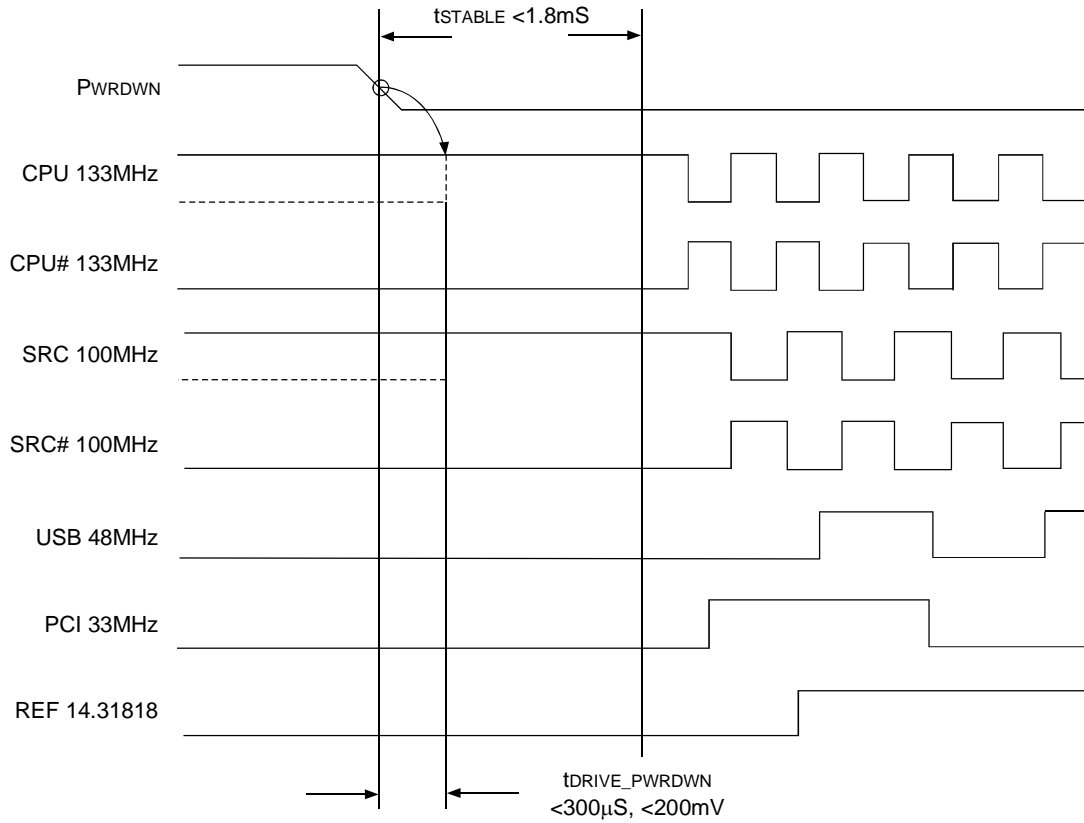 tSTABLE <1.8mS
PWRDWN
CPU 133MHz
CPU# 133MHz
SRC 100MHz
SRC# 100MHz
USB 48MHz
PCI 33MHz
REF 14.31818
tDRIVE_PWRDWN
<300μS, <200mV